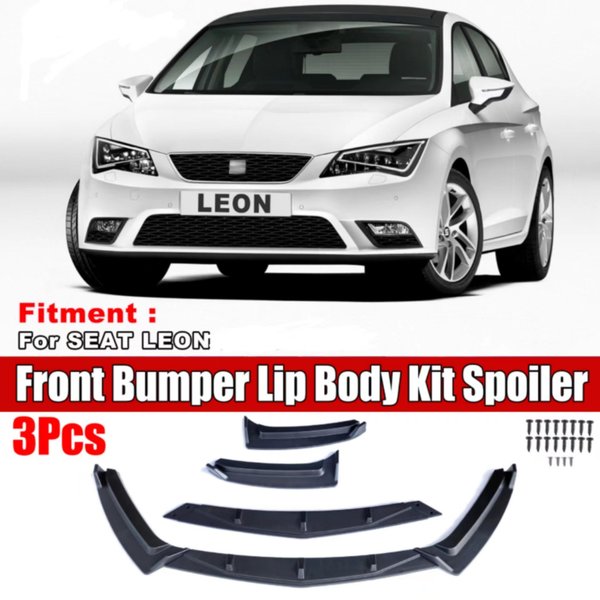 LEON
Fitment :
For SEAT LEON
Front Bumper Lip Body Kit Spoiler
3Pcs